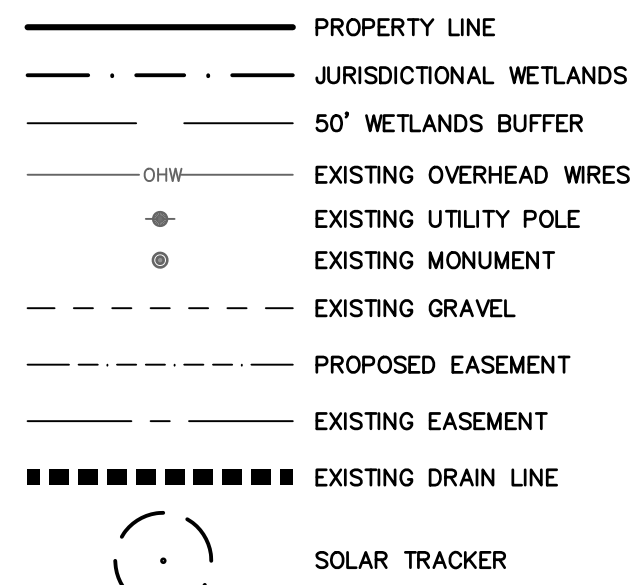 PROPERTY LINE
JURISDICTIONAL WETLANDS
50' WETLANDS BUFFER
OHW EXISTING OVERHEAD WIRES
EXISTING UTILITY POLE
EXISTING MONUMENT
EXISTING GRAVEL
PROPOSED EASEMENT
EXISTING EASEMENT
EXISTING DRAIN LINE
SOLAR TRACKER